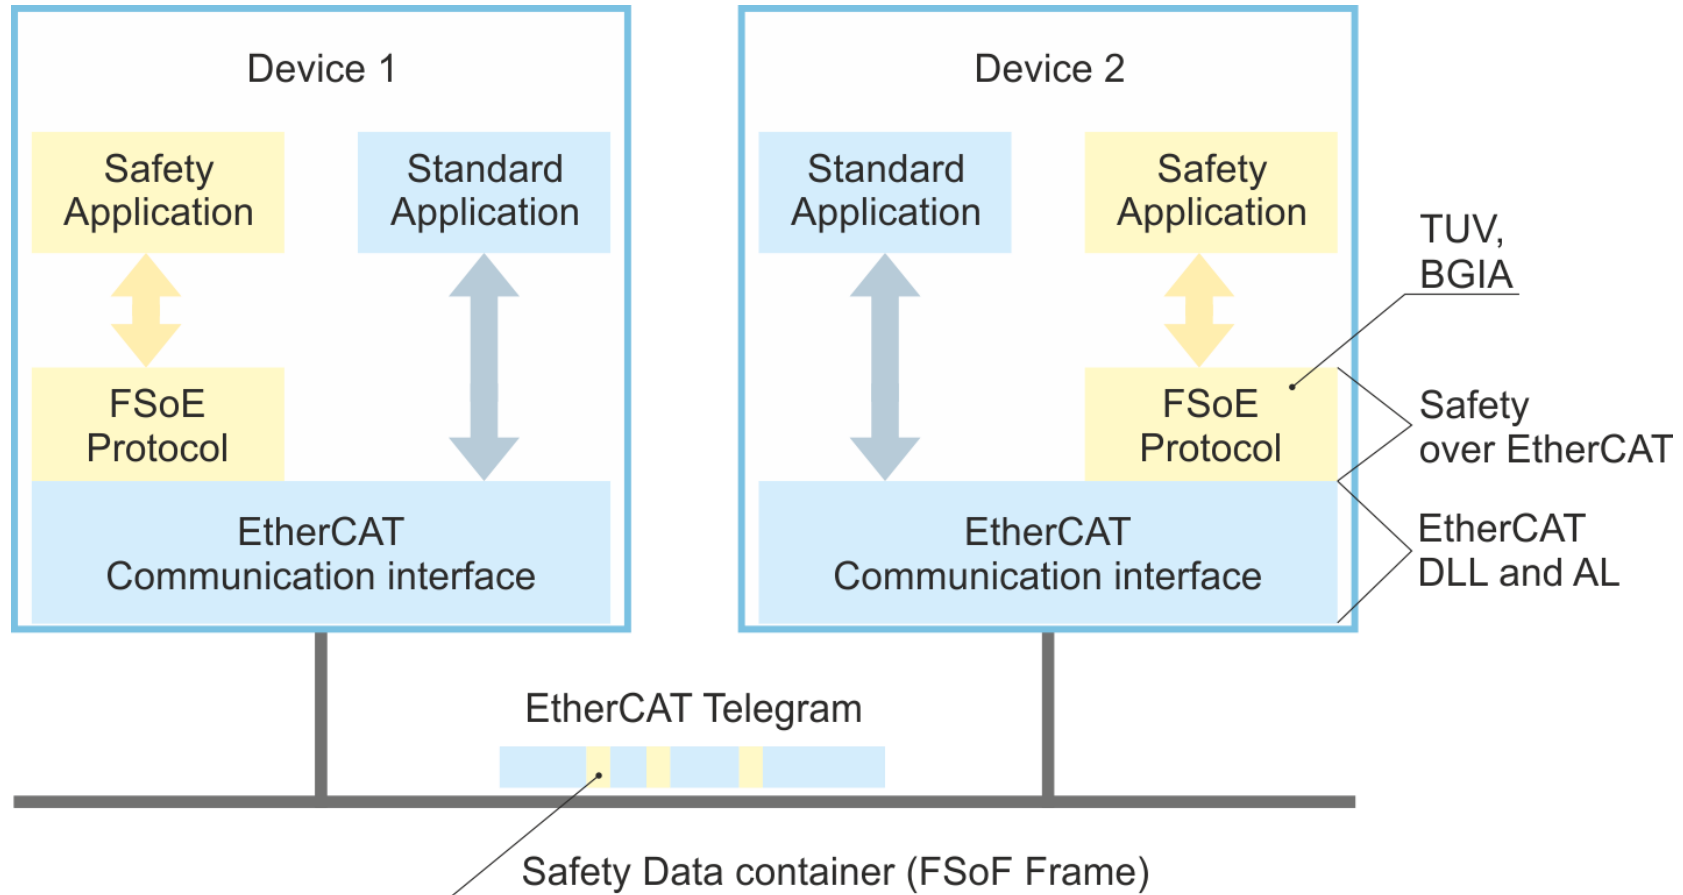 Device 1
Safety
Application
Standard
Application
FSoE
Protocol
EtherCAT
Communication interface
Device 2
Standard
Application
Safety
Application
FSoE
Protocol
EtherCAT
Communication interface
TUV,
BGIA
Safety
over EtherCAT
EtherCAT
DLL and AL
EtherCAT Telegram
Safety Data container (FSoF Frame)